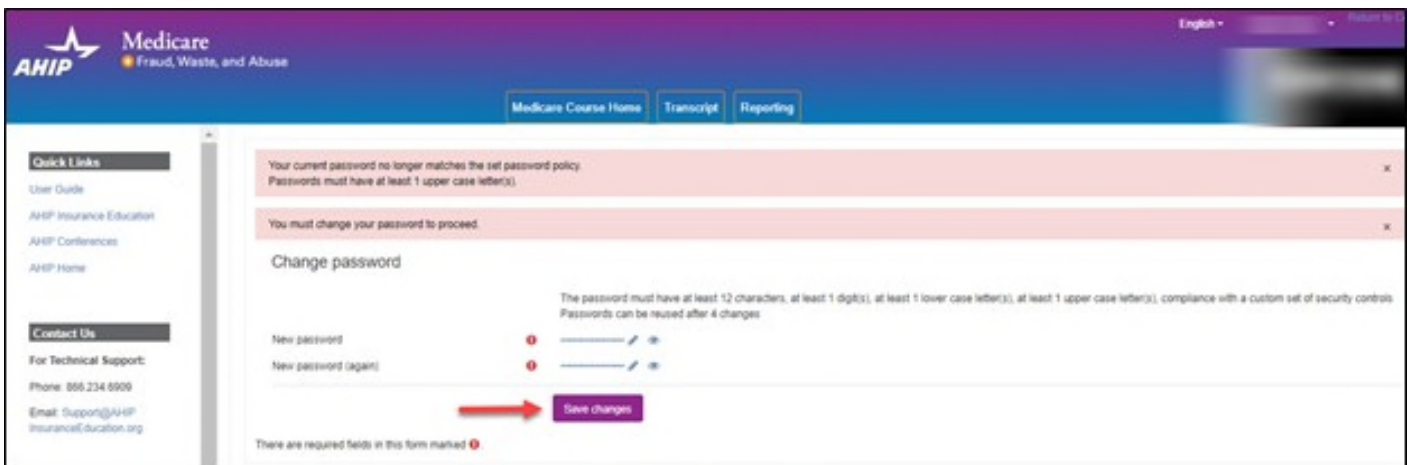 English
Return to
AHIP
Medicare
Fraud, Waste, and Abuse
Medicare Course Home
Transcript
Reporting
Quick Links
User Guide
AHIP Insurance Education
AHIP Conferences
AHIP Home
Contact Us
For Technical Support:
Phone: 866.234.6909
Email: Support@AHIP
InsuranceEducation.org
Your current password no longer matches the set password policy.
Passwords must have at least 1 upper case letter(s).
×
You must change your password to proceed.
×
Change password
The password must have at least 12 characters, at least 1 digit(s), at least 1 lower case letter(s), at least 1 upper case letter(s), compliance with a custom set of security controls
Passwords can be reused after 4 changes
New password
New password (again)
Save changes
There are required fields in this form marked